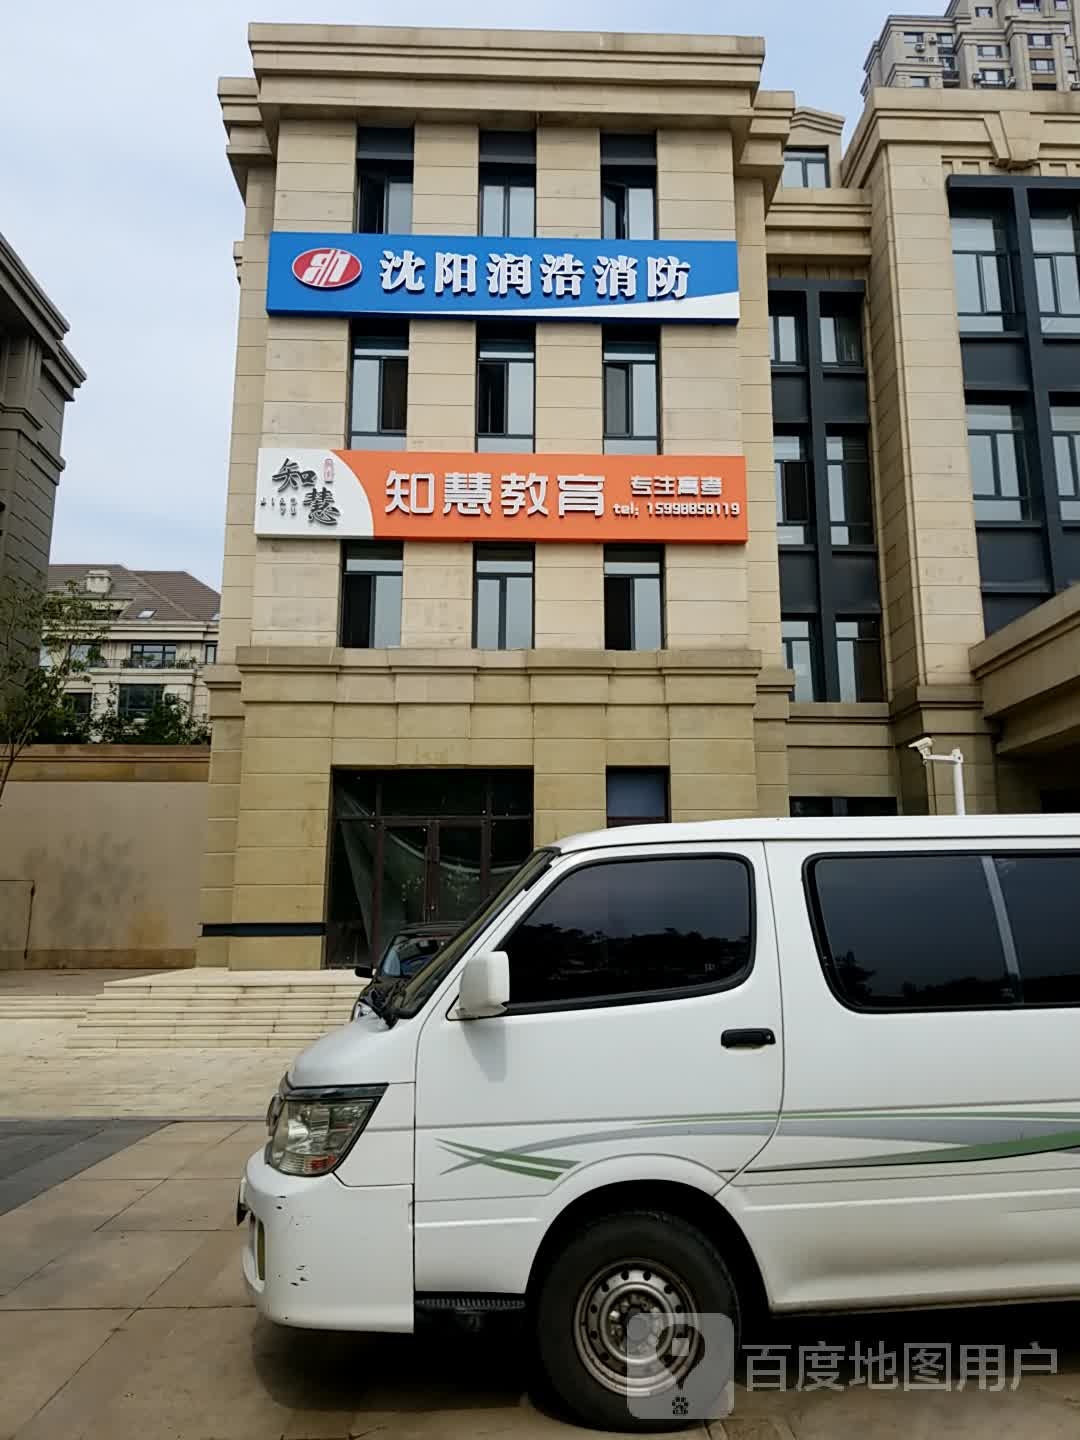 沈阳润浩消防
知慧
知慧教育
专注高考
tel: 15998858119
百度地图用户